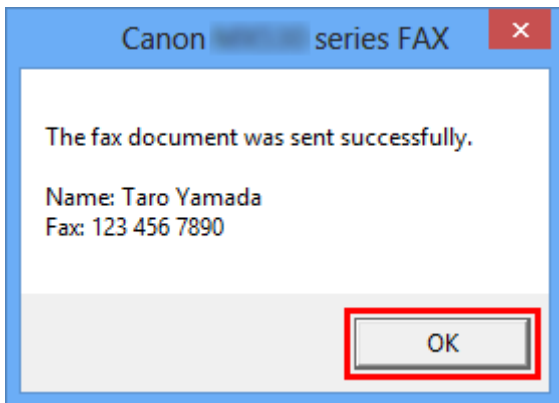 Canon series FAX
The fax document was sent successfully.
Name: Taro Yamada
Fax: 123 456 7890
OK